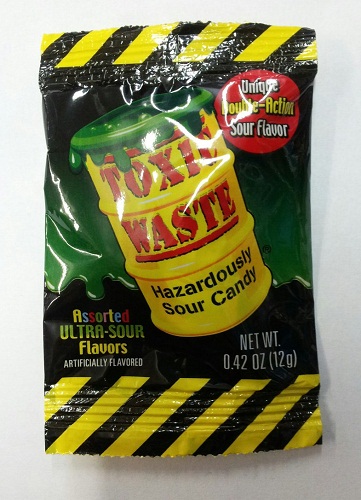 Unique
Double-Action
Sour Flavor
TOXIC
WASTE
®
Hazardously
Sour Candy
Assorted
ULTRA-SOUR
Flavors
ARTIFICIALLY FLAVORED
NET WT.
0.42 OZ (12g)